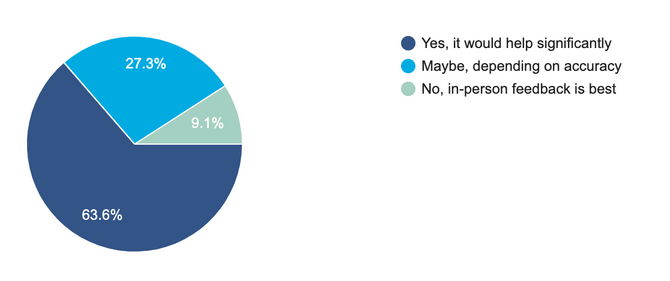 Yes, it would help significantly
Maybe, depending on accuracy
No, in-person feedback is best
27.3%
9.1%
63.6%